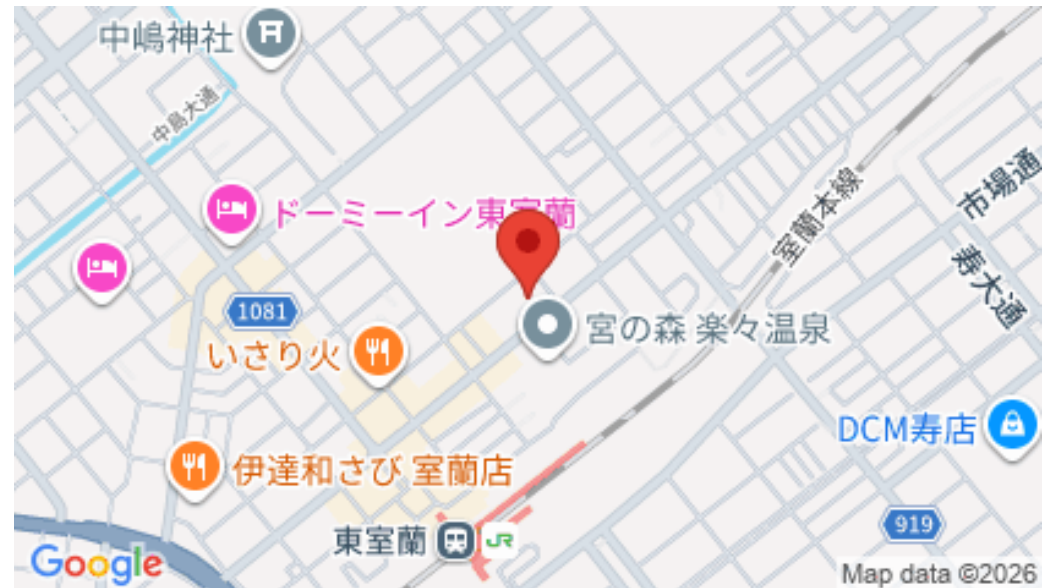 中嶋神社
中島大通
ドーミーイン東室蘭
室蘭本線
市場通
寿大通
1081
宮の森 楽々温泉
いさり火
DCM寿店
伊達和さび 室蘭店
919
東室蘭
JR
Google
Map data ©2026